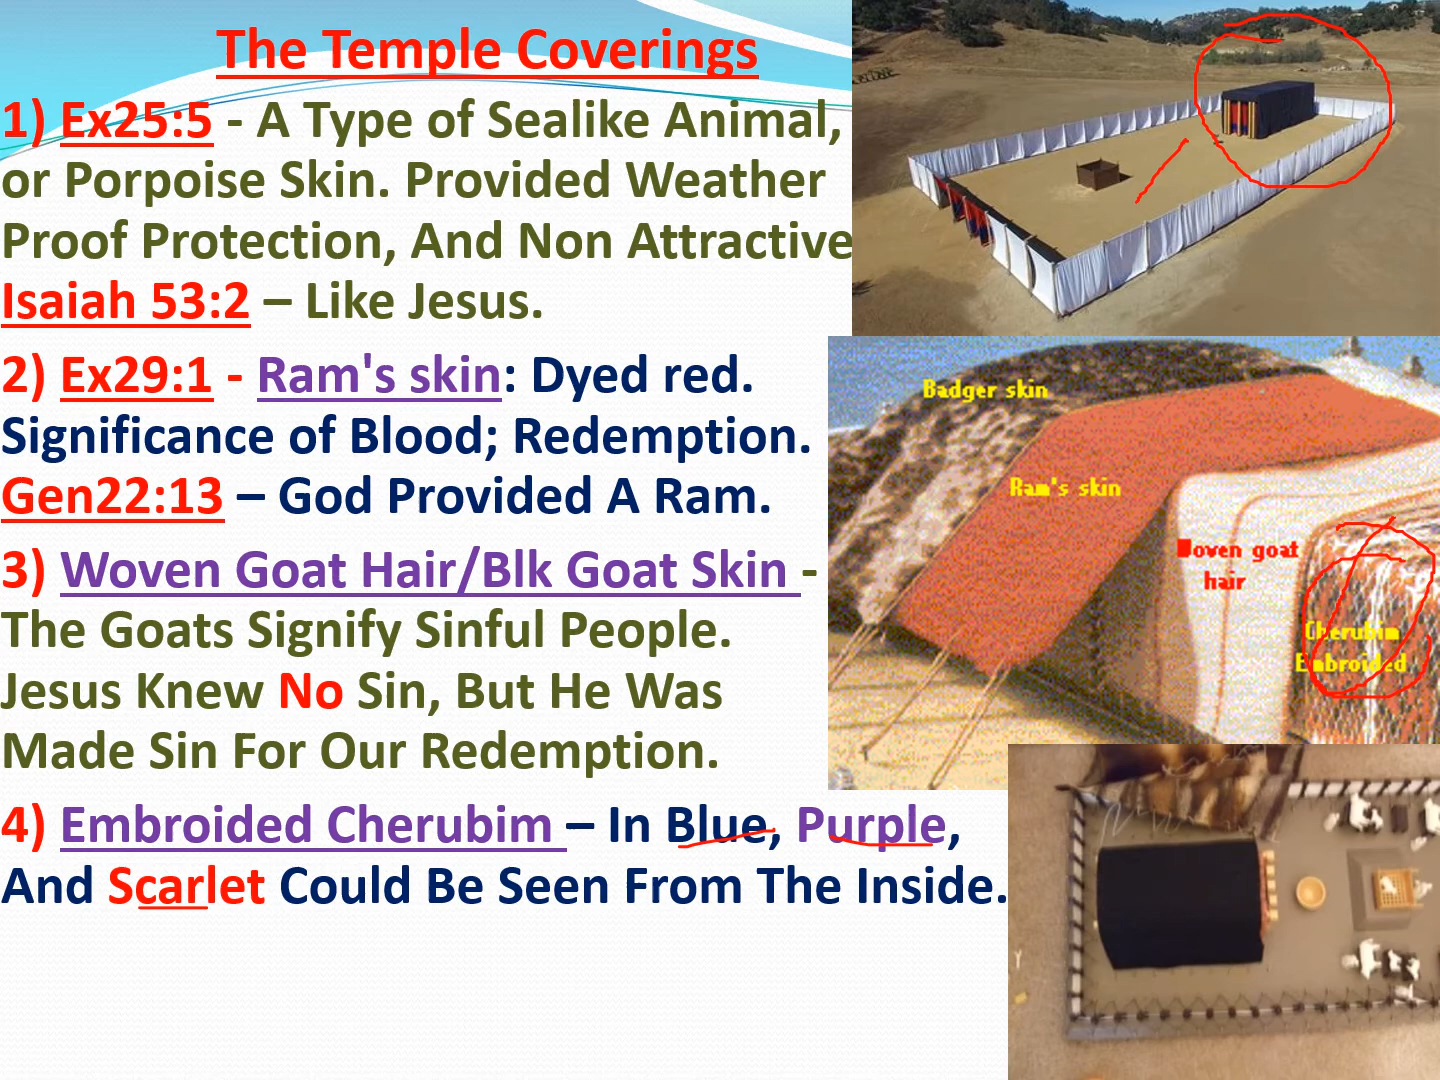 The Temple Coverings
1) Ex25:5 - A Type of Sealike Animal,
or Porpoise Skin. Provided Weather
Proof Protection, And Non Attractive
Isaiah 53:2 – Like Jesus.
2) Ex29:1 - Ram's skin: Dyed red.
Significance of Blood; Redemption.
Gen22:13 – God Provided A Ram.
3) Woven Goat Hair/Blk Goat Skin -
The Goats Signify Sinful People.
Jesus Knew No Sin, But He Was
Made Sin For Our Redemption.
4) Embroided Cherubim – In Blue, Purple,
And Scarlet Could Be Seen From The Inside.
Badger skin
Ram's skin
Woven goat
hair
Cherubim
Embroided